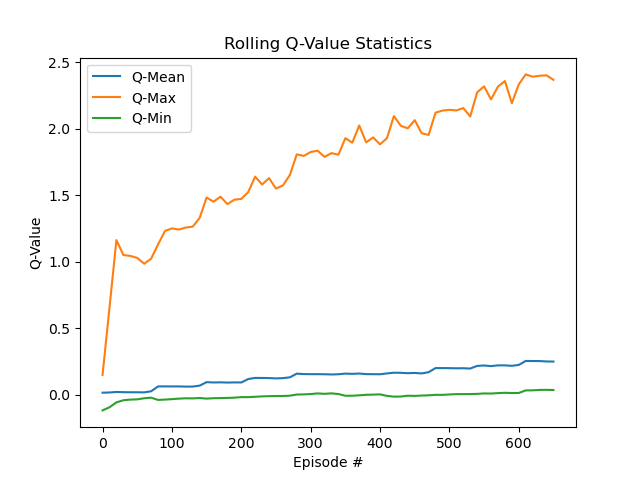 Rolling Q-Value Statistics
Q-Mean
Q-Max
Q-Min
Q-Value
2.5
2.0
1.5
1.0
0.5
0.0
0 100 200 300 400 500 600
Episode #